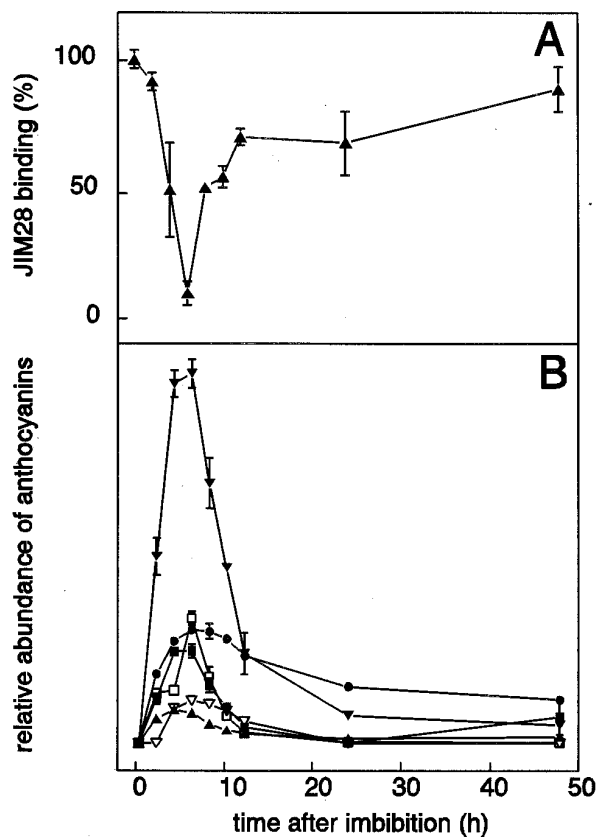 A
100
50
0
JIM28 binding (%)
B
relative abundance of anthocyanins
0 10 20 30 40 50
time after imbibition (h)